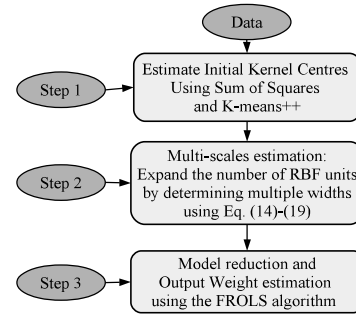 Data
Step 1
Estimate Initial Kernel Centres
Using Sum of Squares
and K-means++
Step 2
Multi-scales estimation:
Expand the number of RBF units
by determining multiple widths
using Eq. (14)-(19)
Step 3
Model reduction and
Output Weight estimation
using the FROLS algorithm